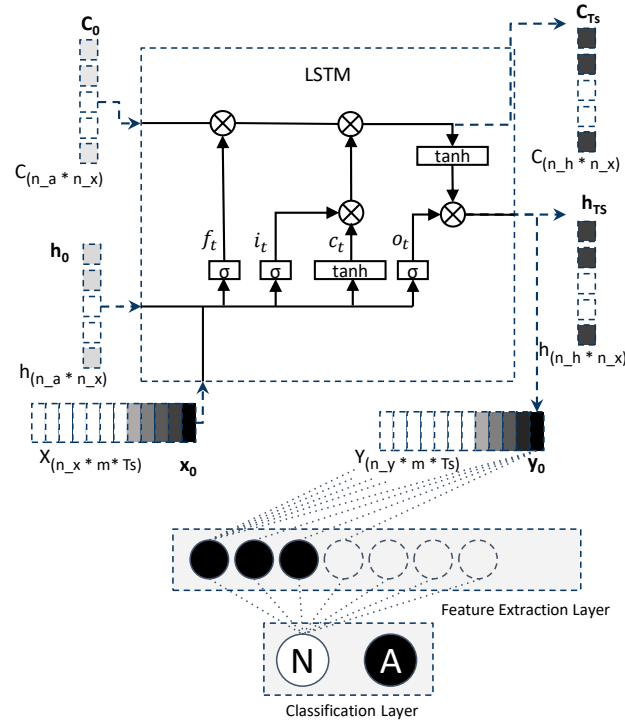 C0
CTs
LSTM
tanh
C(n_a * n_x)
C(n_h * n_x)
hTS
ft
it
ct
ot
h0
σ
σ
tanh
σ
h(n_a * n_x)
h(n_h * n_x)
X(n_x * m* Ts)
x0
Y(n_y * m * Ts)
y0
Feature Extraction Layer
N
A
Classification Layer